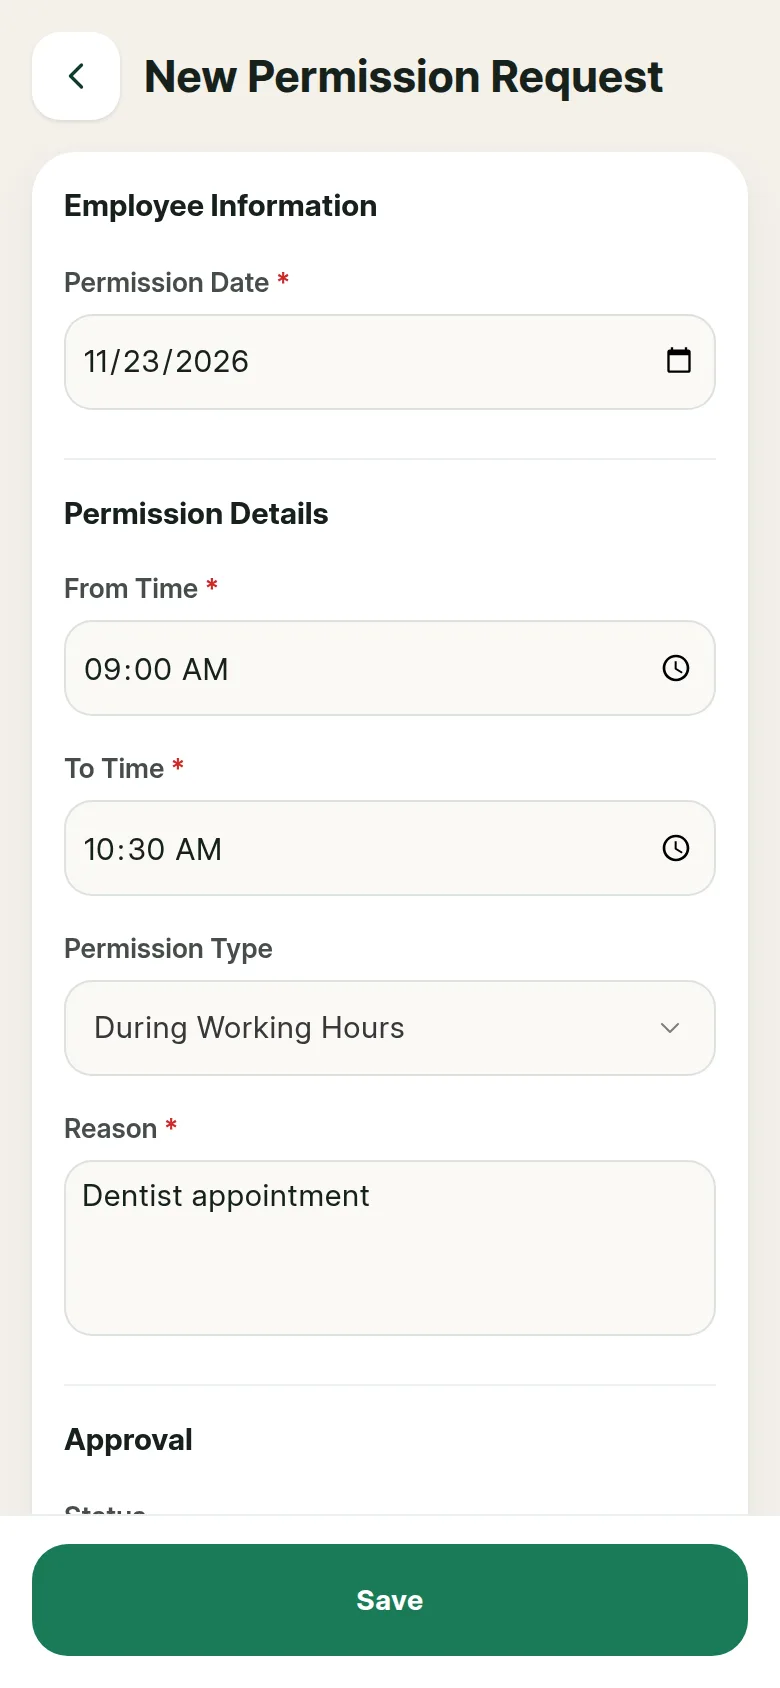 New Permission Request
Employee Information
Permission Date *
11/23/2026
Permission Details
From Time *
09:00 AM
To Time *
10:30 AM
Permission Type
During Working Hours
Reason *
Dentist appointment
Approval
Status
Save